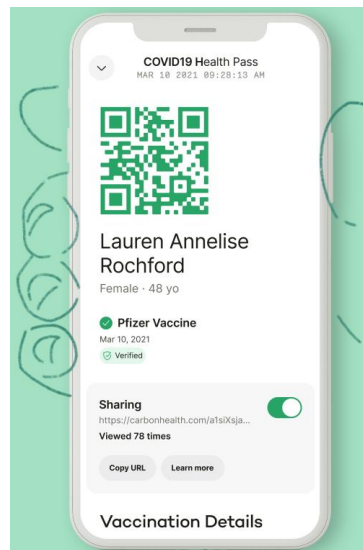 COVID19 Health Pass
MAR 10 2021 09:28:13 AM
Lauren Annelise
Rochford
Female · 48 yo
Pfizer Vaccine
Mar 10, 2021
Verified
Sharing
https://carbonhealth.com/a1siXsja...
Viewed 78 times
Copy URL
Learn more
Vaccination Details